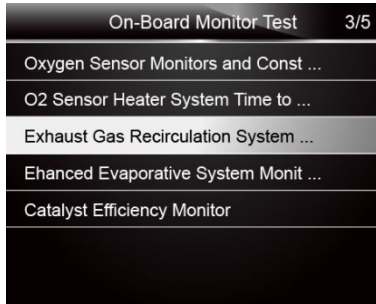 On-Board Monitor Test 3/5
Oxygen Sensor Monitors and Const ...
O2 Sensor Heater System Time to ...
Exhaust Gas Recirculation System ...
Ehanced Evaporative System Monit ...
Catalyst Efficiency Monitor